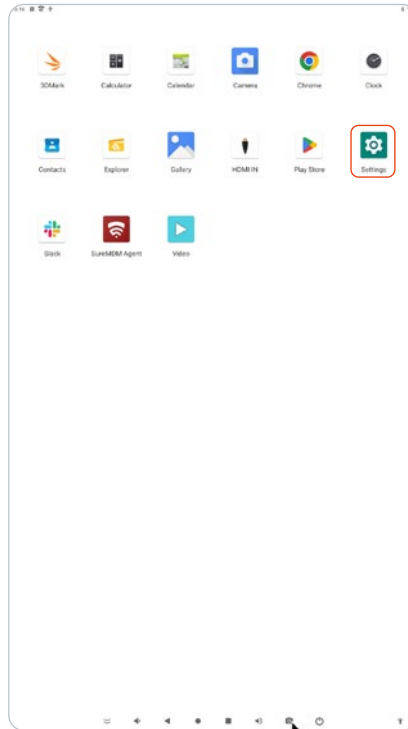 3DMark Calculator Calendar Camera Chrome Clock
Contacts Explorer Gallery HDMI IN Play Store Settings
Slack SureMDM Agent Video